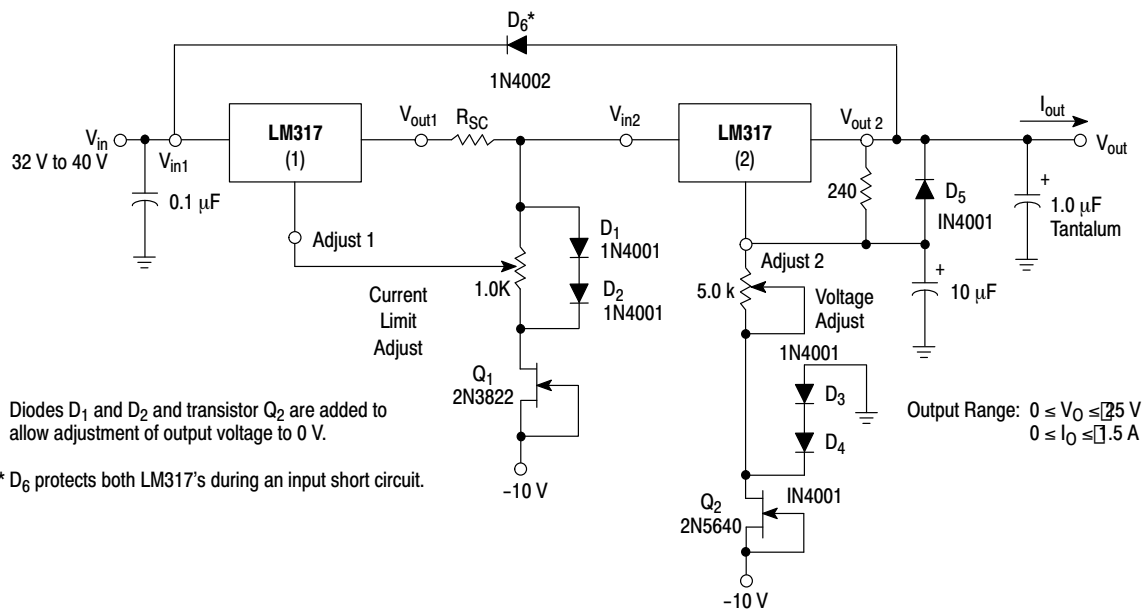 D6*
1N4002
Vin
32 V to 40 V
Vin1
LM317
(1)
Vout1
RSC
Vin2
LM317
(2)
Vout 2
Iout
Vout
0.1 µF
Adjust 1
D1
1N4001
1.0K
D2
1N4001
Current
Limit
Adjust
240
D5
IN4001
+
1.0 µF
Tantalum
Adjust 2
5.0 k
Voltage
Adjust
+
10 µF
1N4001
D3
D4
IN4001
Q1
2N3822
–10 V
Q2
2N5640
–10 V
Diodes D1 and D2 and transistor Q2 are added to
allow adjustment of output voltage to 0 V.
* D6 protects both LM317's during an input short circuit.
Output Range: 0 ≤ VO ≤ 25 V
0 ≤ IO ≤ 1.5 A